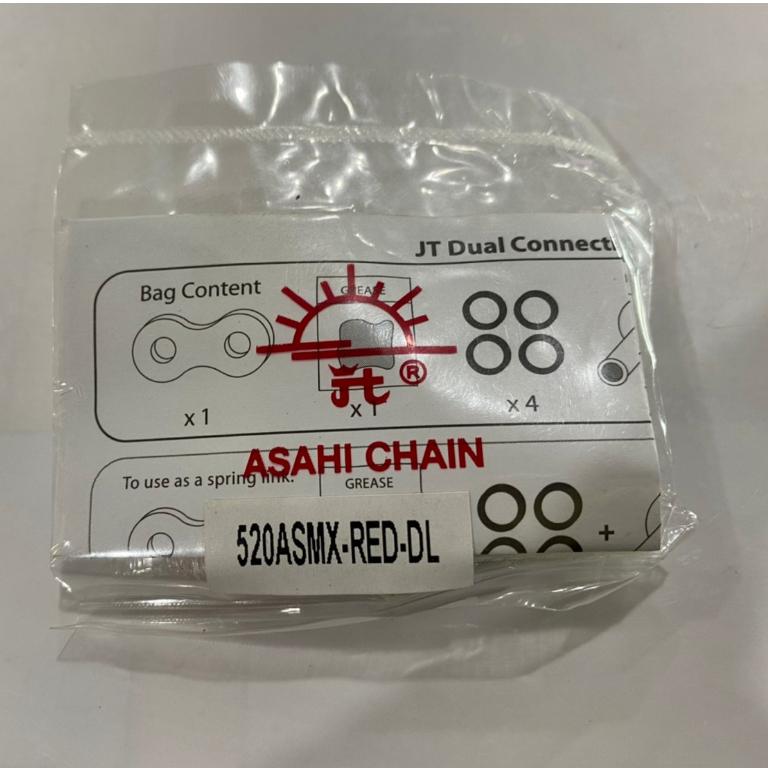 JT Dual Connect
Bag Content
GREASE
x 1
x 1
x 4
®
ASAHI CHAIN
To use as a spring link.
GREASE
+
520ASMX-RED-DL